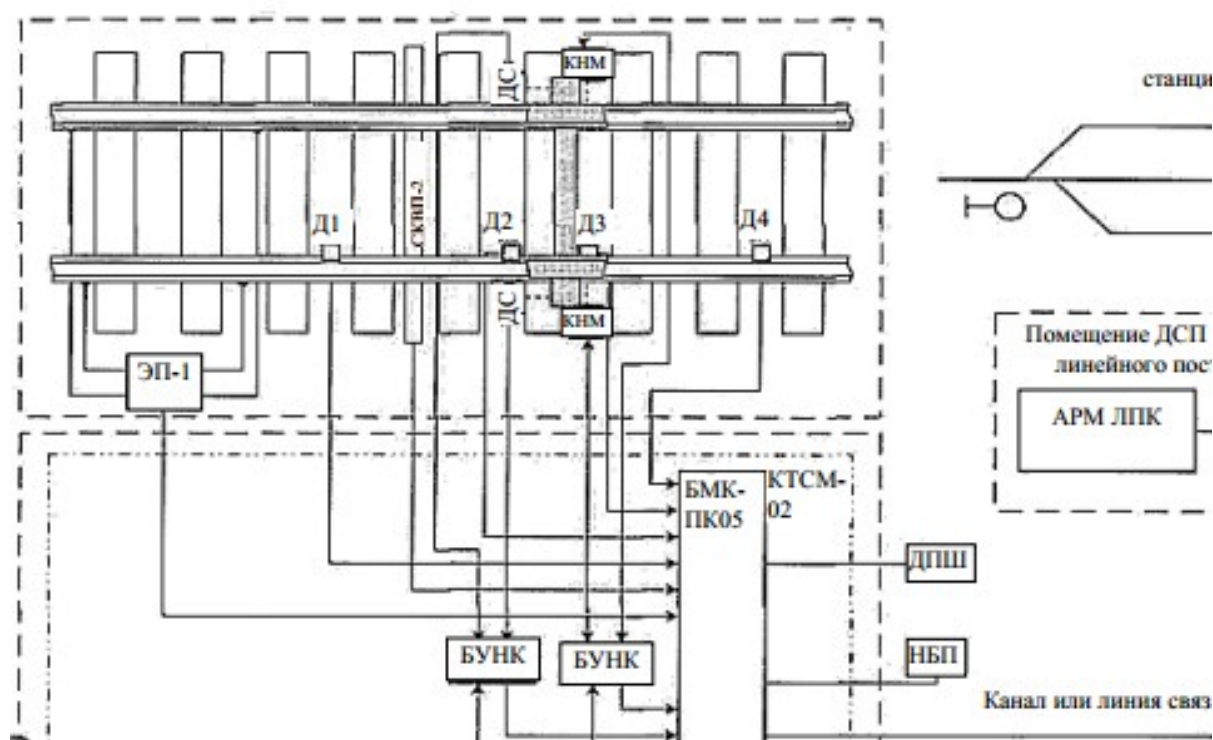 КНМ
ДС
станци
СКВП-2
Д1
Д2
Д3
Д4
ДС
КНМ
ЭП-1
Помещение ДСП
линейного пост
АРМ ЛПК
БМК-
ПК05
КТСМ-
02
ДПШ
БУНК
БУНК
НБП
Канал или линия связ